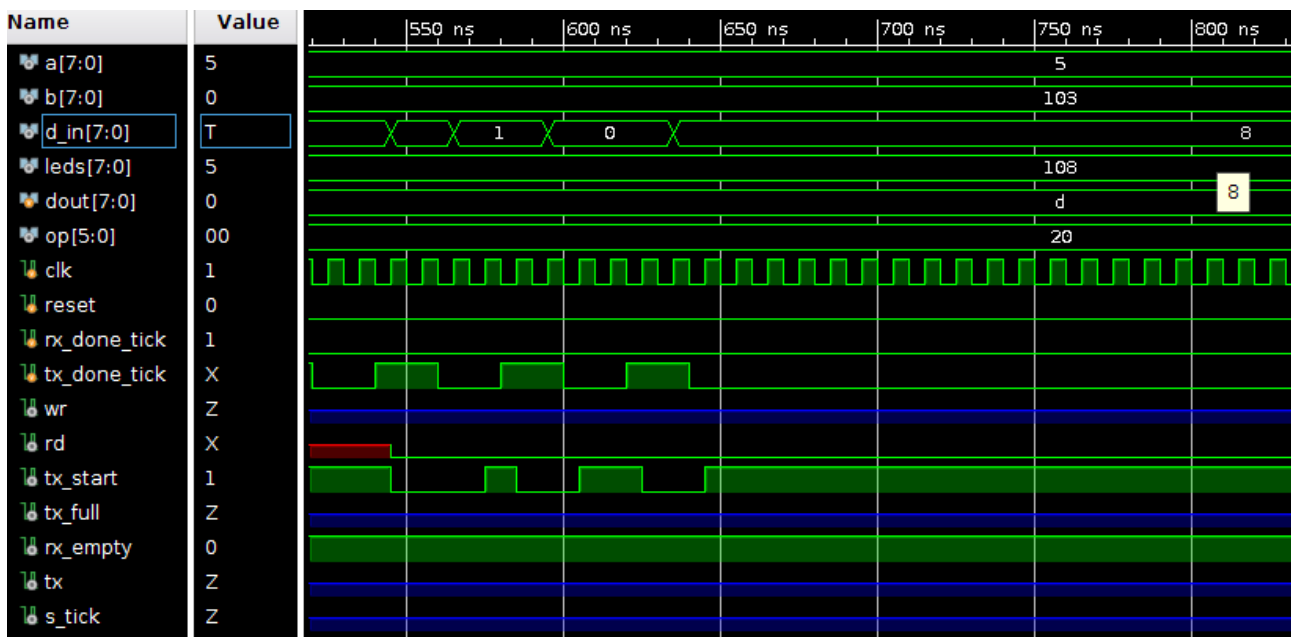 Name Value 550 ns 600 ns 650 ns 700 ns 750 ns 800 ns
a[7:0] 5 5
b[7:0] 0 103
d_in[7:0] T 1 0 8
leds[7:0] 5 108
8
dout[7:0] 0 d
op[5:0] 00 20
clk 1
reset 0
rx_done_tick 1
tx_done_tick X
wr Z
rd X
tx_start 1
tx_full Z
rx_empty 0
tx Z
s_tick Z